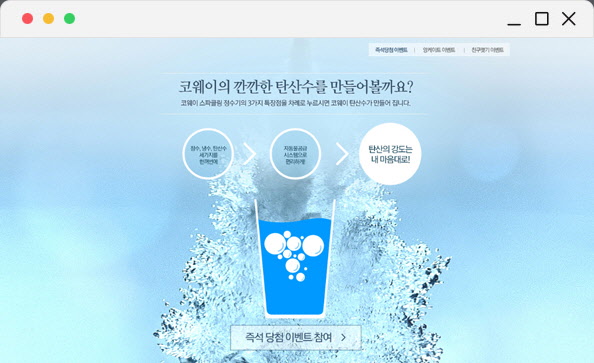 즉석당첨 이벤트 | 앙케이트 이벤트 | 친구맺기 이벤트
코웨이의 깐깐한 탄산수를 만들어볼까요?
코웨이 스파클링 정수기의 3가지 특장점을 차례로 누르시면 코웨이 탄산수가 만들어 집니다.
정수, 냉수, 탄산수
세가지를
한꺼번에!
자동물공급
시스템으로
편리하게!
탄산의 강도는
내 마음대로!
즉석 당첨 이벤트 참여 >